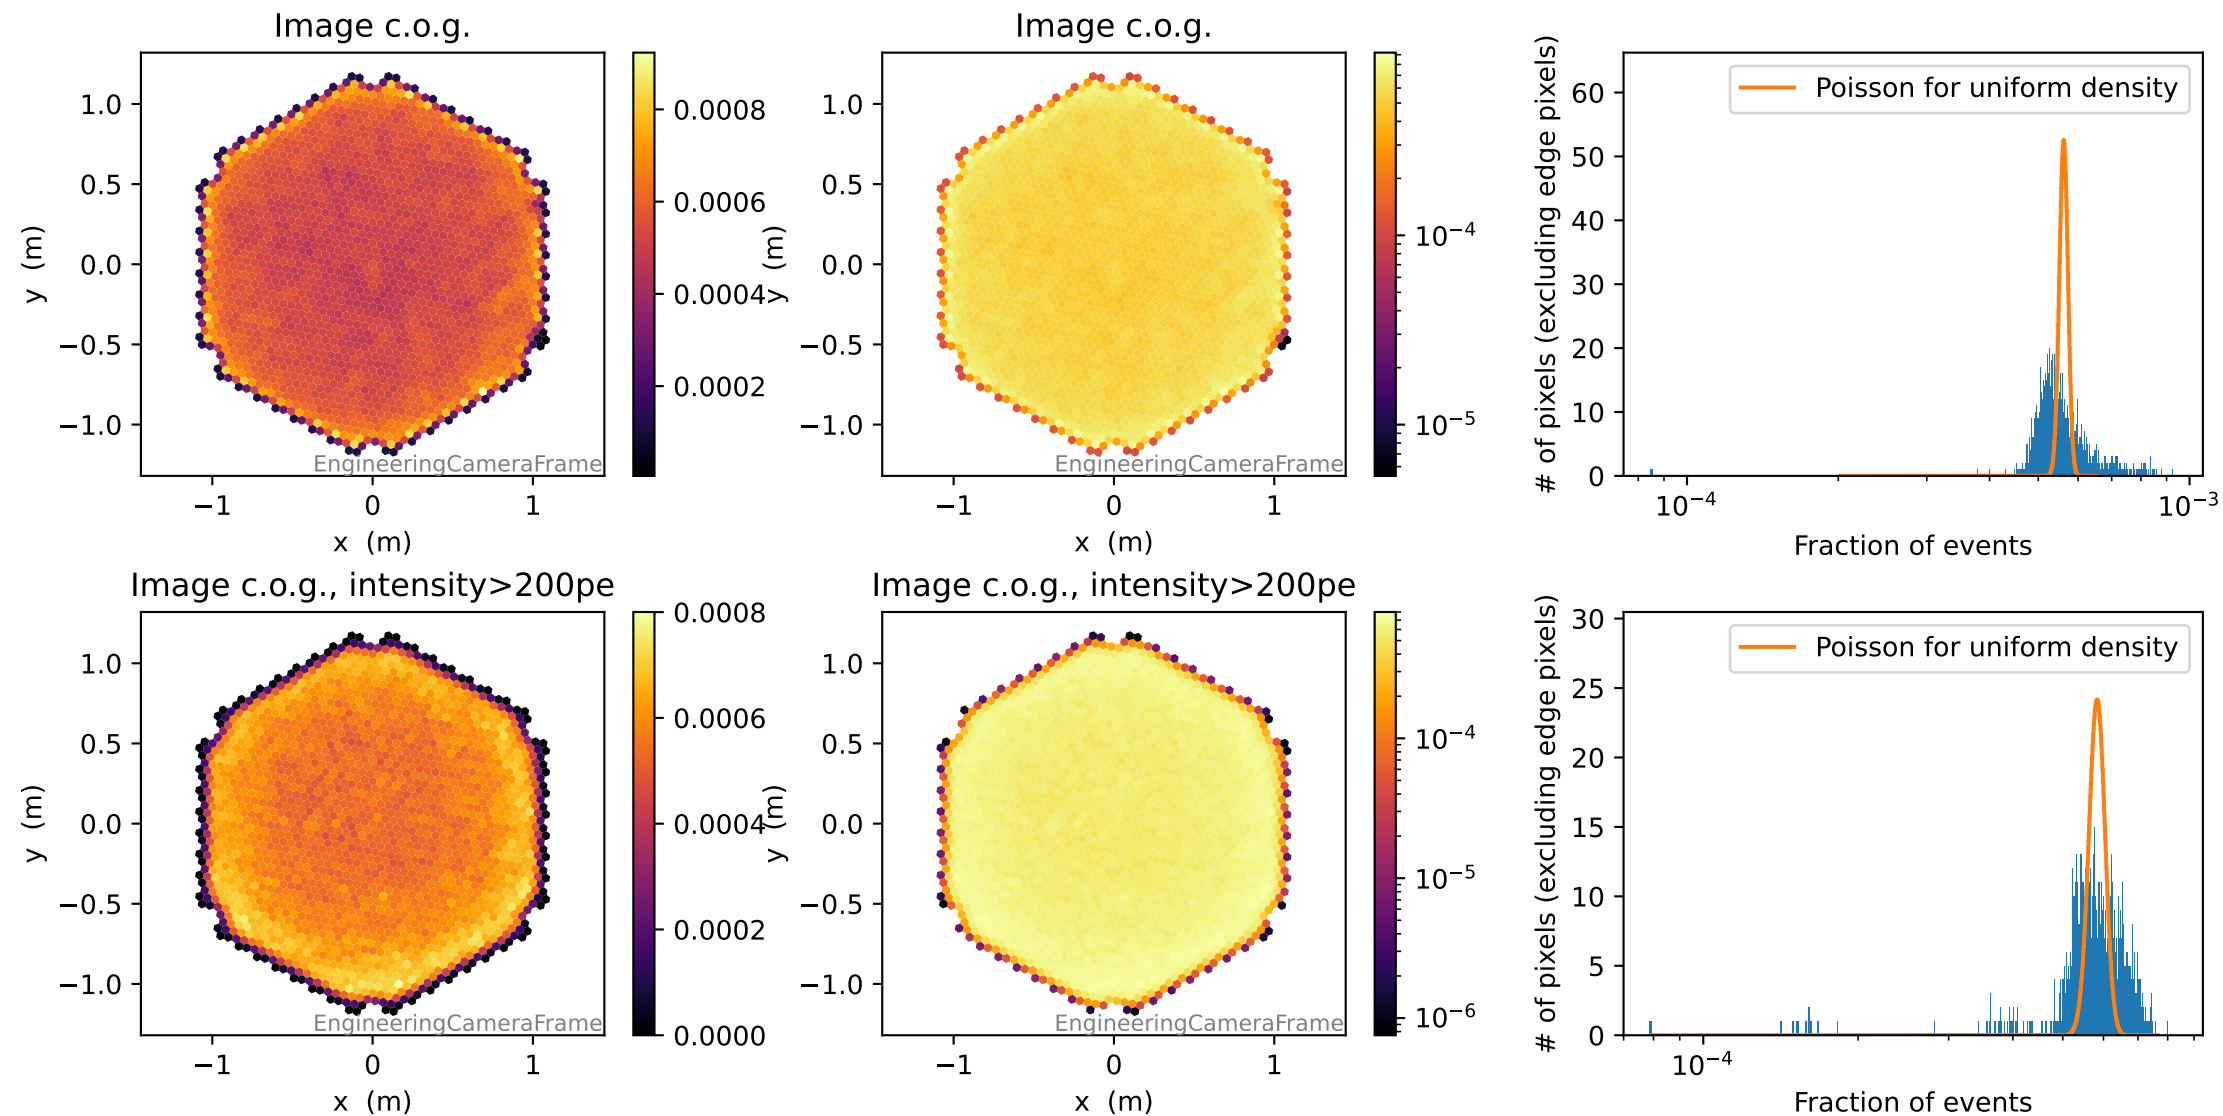 Image c.o.g.
1.0
0.5
0.0
−0.5
−1.0
y (m)
−1 0 1
x (m)
EngineeringCameraFrame
0.0008
0.0006
0.0004
0.0002
Image c.o.g.
1.0
0.5
0.0
−0.5
−1.0
y (m)
−1 0 1
x (m)
EngineeringCameraFrame
10⁻⁴
10⁻⁵
# of pixels (excluding edge pixels)
60
50
40
30
20
10
0
Poisson for uniform density
10⁻⁴ 10⁻³
Fraction of events
Image c.o.g., intensity>200pe
1.0
0.5
0.0
−0.5
−1.0
y (m)
−1 0 1
x (m)
EngineeringCameraFrame
0.0008
0.0006
0.0004
0.0002
0.0000
Image c.o.g., intensity>200pe
1.0
0.5
0.0
−0.5
−1.0
y (m)
−1 0 1
x (m)
EngineeringCameraFrame
10⁻⁴
10⁻⁵
10⁻⁶
# of pixels (excluding edge pixels)
30
25
20
15
10
5
0
Poisson for uniform density
10⁻⁴
Fraction of events